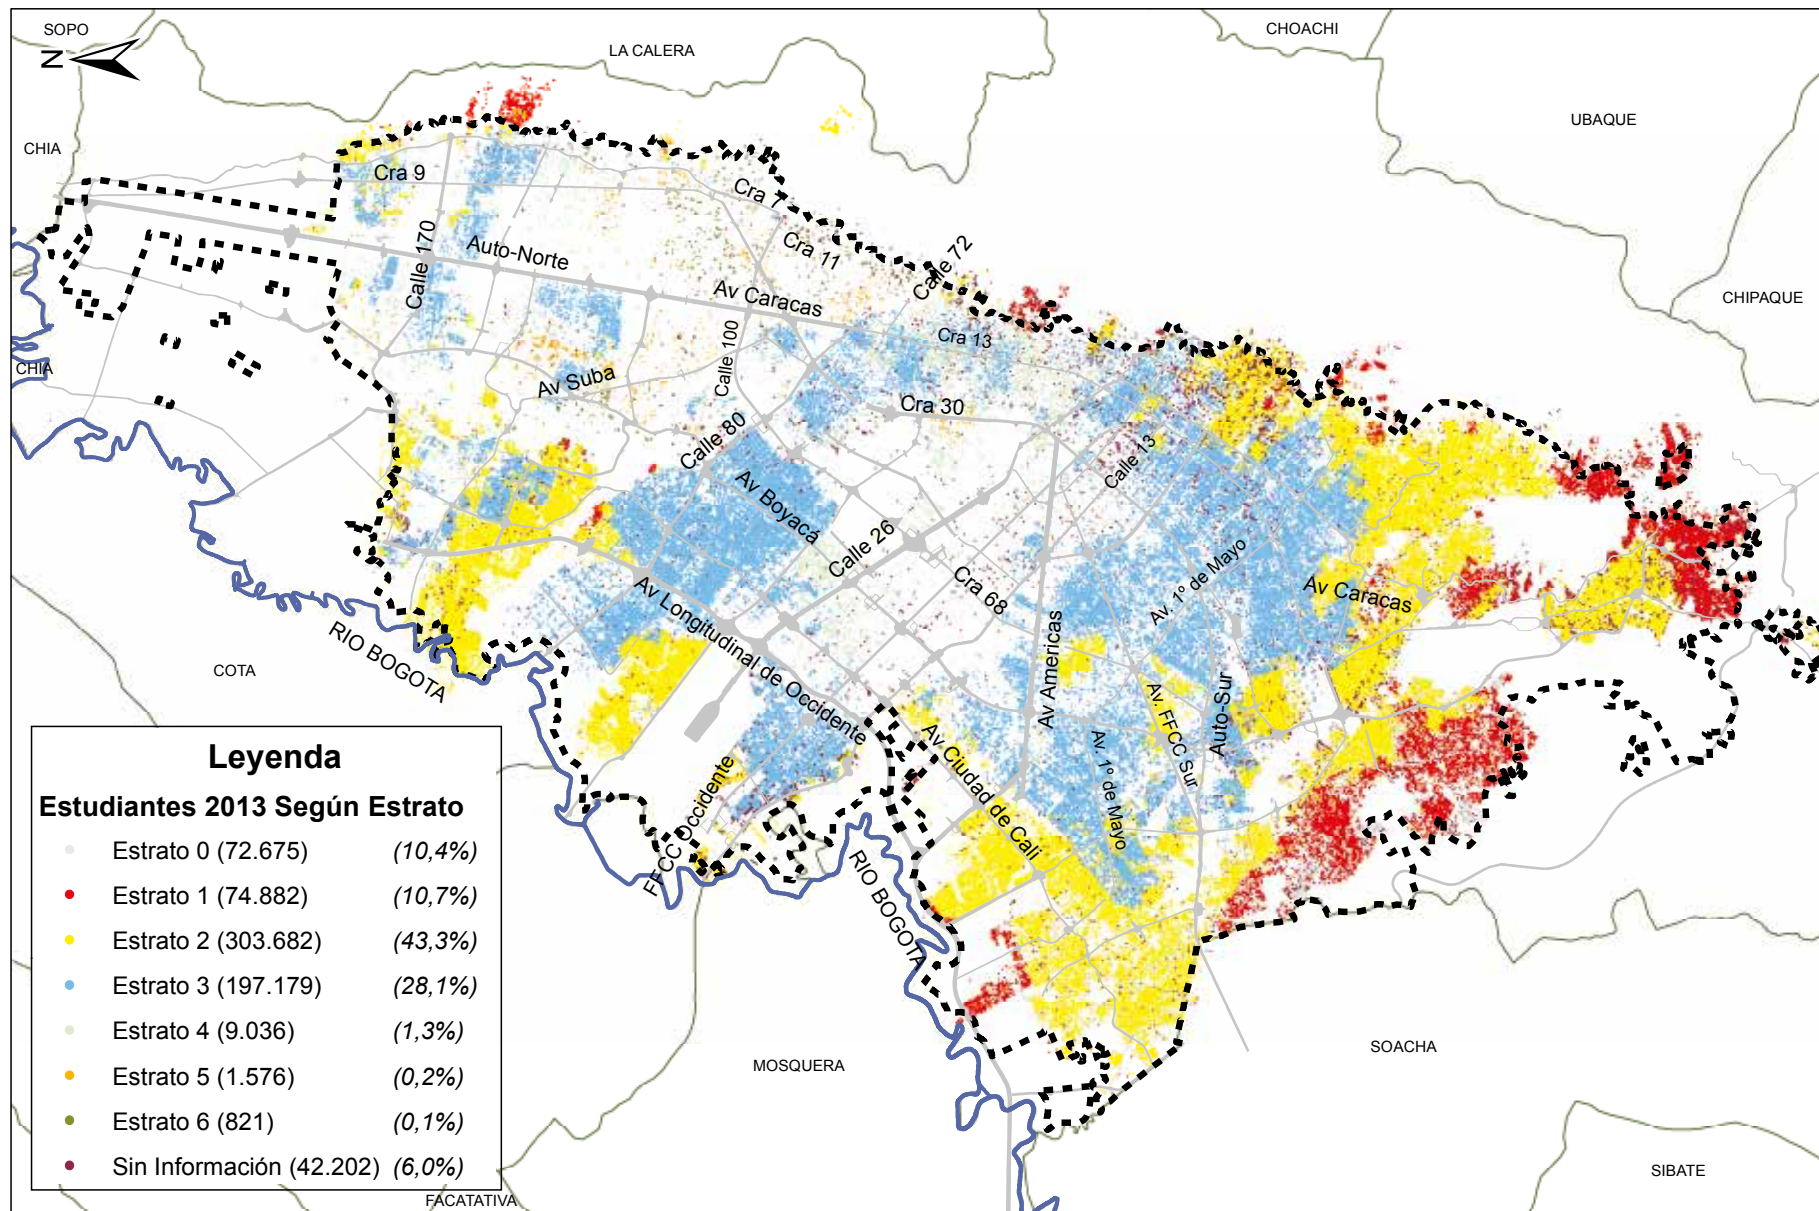 SOPO
N
LA CALERA
CHOACHI
UBAQUE
CHIA
CHIPAQUE
CHIA
Cra 9
Cra 7
Calle 170
Auto-Norte
Cra 11
Calle 72
Av Caracas
Cra 13
Calle 100
Av Suba
Cra 30
Calle 80
Calle 13
Av Boyacá
Calle 26
Av. 1º de Mayo
Cra 68
Av Caracas
Av Longitudinal de Occidente
RIO BOGOTA
COTA
Av Americas
Av. FFCC Sur
Auto-Sur
Av Ciudad de Cali
Av. 1º de Mayo
FFCC Occidente
RIO BOGOTA
MOSQUERA
SOACHA
SIBATE
FACATATIVA
Leyenda
Estudiantes 2013 Según Estrato
Estrato 0 (72.675) (10,4%)
Estrato 1 (74.882) (10,7%)
Estrato 2 (303.682) (43,3%)
Estrato 3 (197.179) (28,1%)
Estrato 4 (9.036) (1,3%)
Estrato 5 (1.576) (0,2%)
Estrato 6 (821) (0,1%)
Sin Información (42.202) (6,0%)